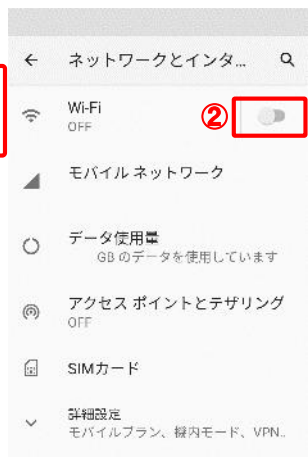 ネットワークとインタ...
Wi-Fi
OFF
②
モバイル ネットワーク
データ使用量
GB のデータを使用しています
アクセス ポイントとテザリング
OFF
SIMカード
詳細設定
モバイルプラン、機内モード、VPN..